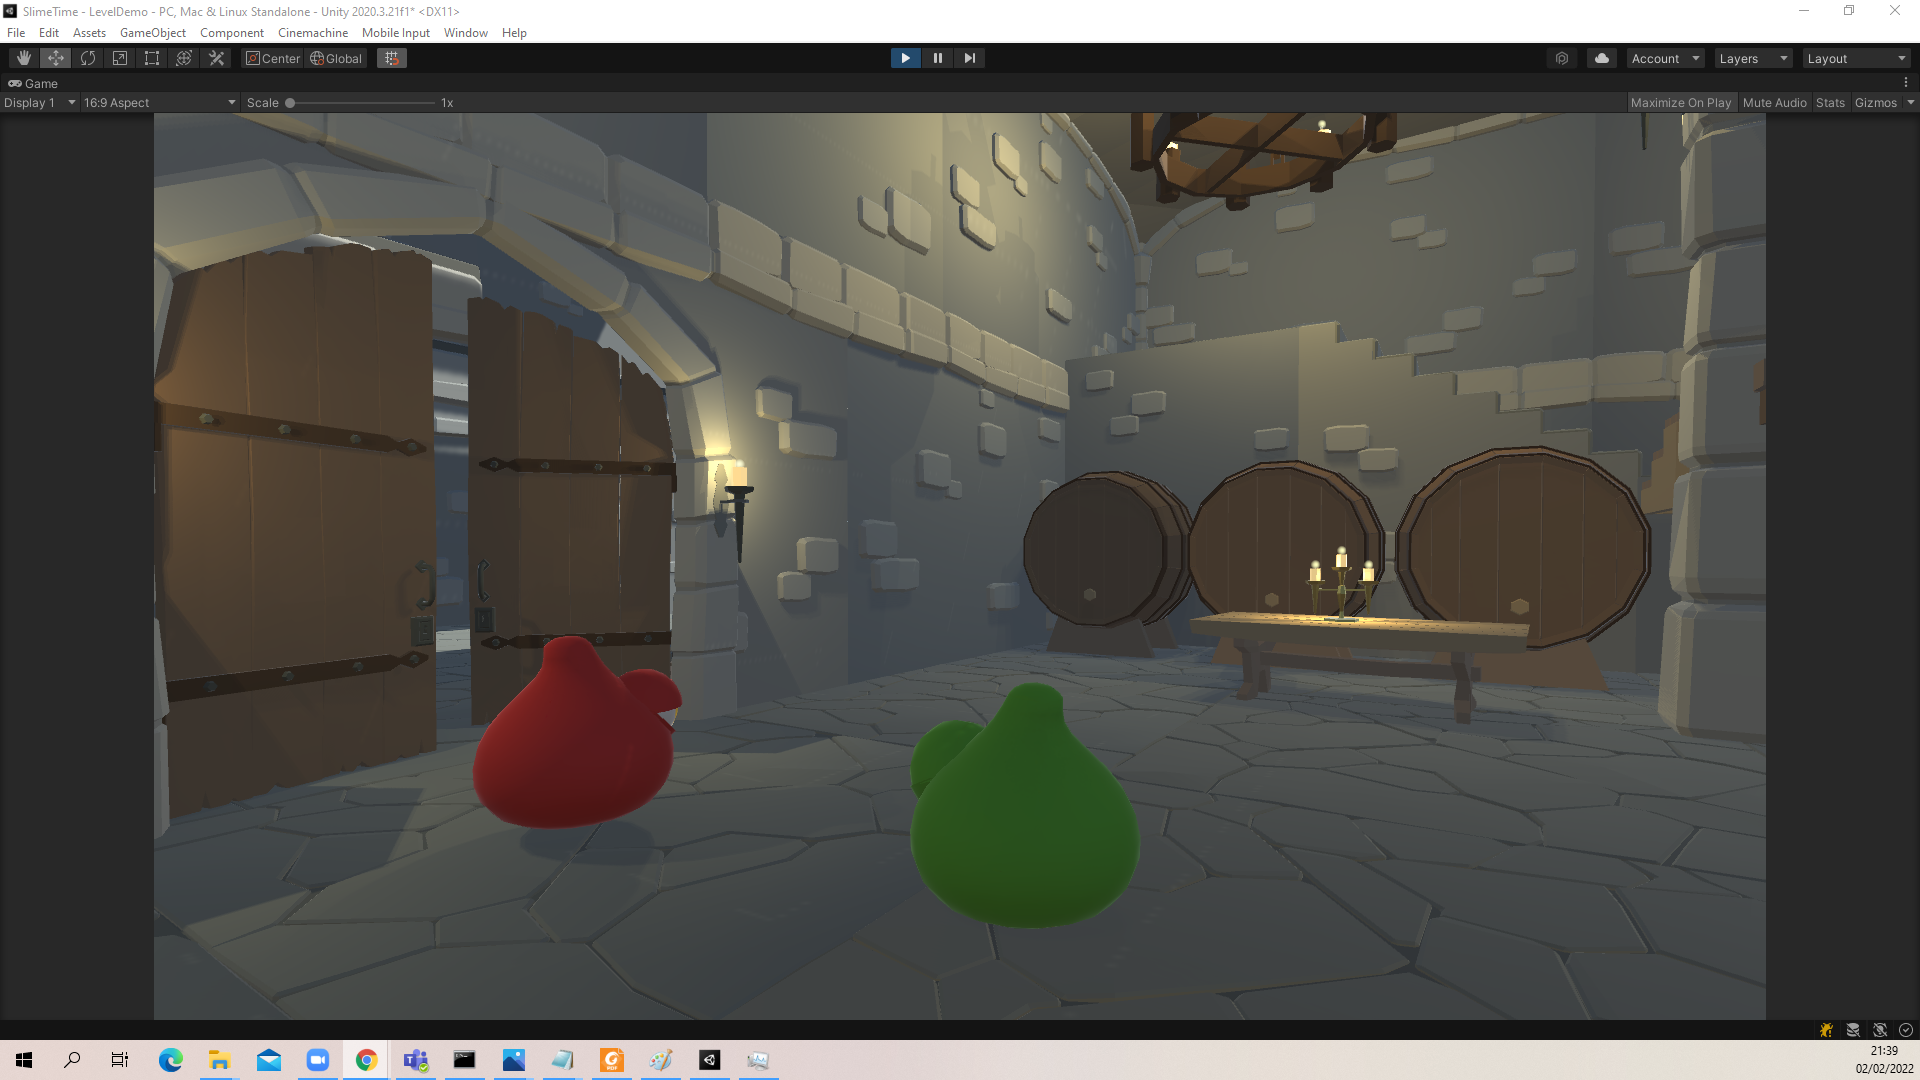 SlimeTime - LevelDemo - PC, Mac & Linux Standalone - Unity 2020.3.21f1* <DX11>
File Edit Assets GameObject Component Cinemachine Mobile Input Window Help
Center Global Account Layers Layout
Game
Display 1 16:9 Aspect Scale 1x Maximize On Play Mute Audio Stats Gizmos
21:39
02/02/2022